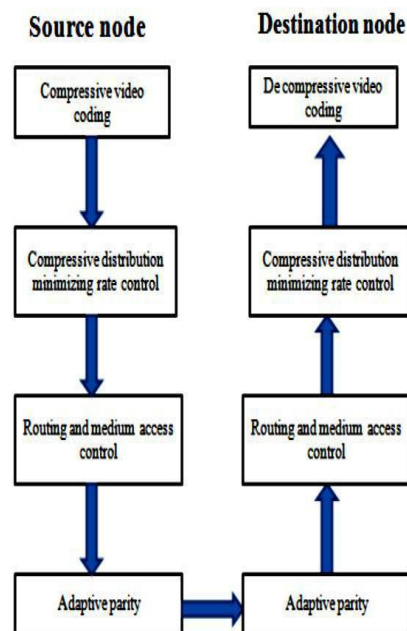 Source node
Compressive video
coding
Compressive distribution
minimizing rate control
Routing and medium access
control
Adaptive parity
Destination node
De compressive video
coding
Compressive distribution
minimizing rate control
Routing and medium access
control
Adaptive parity